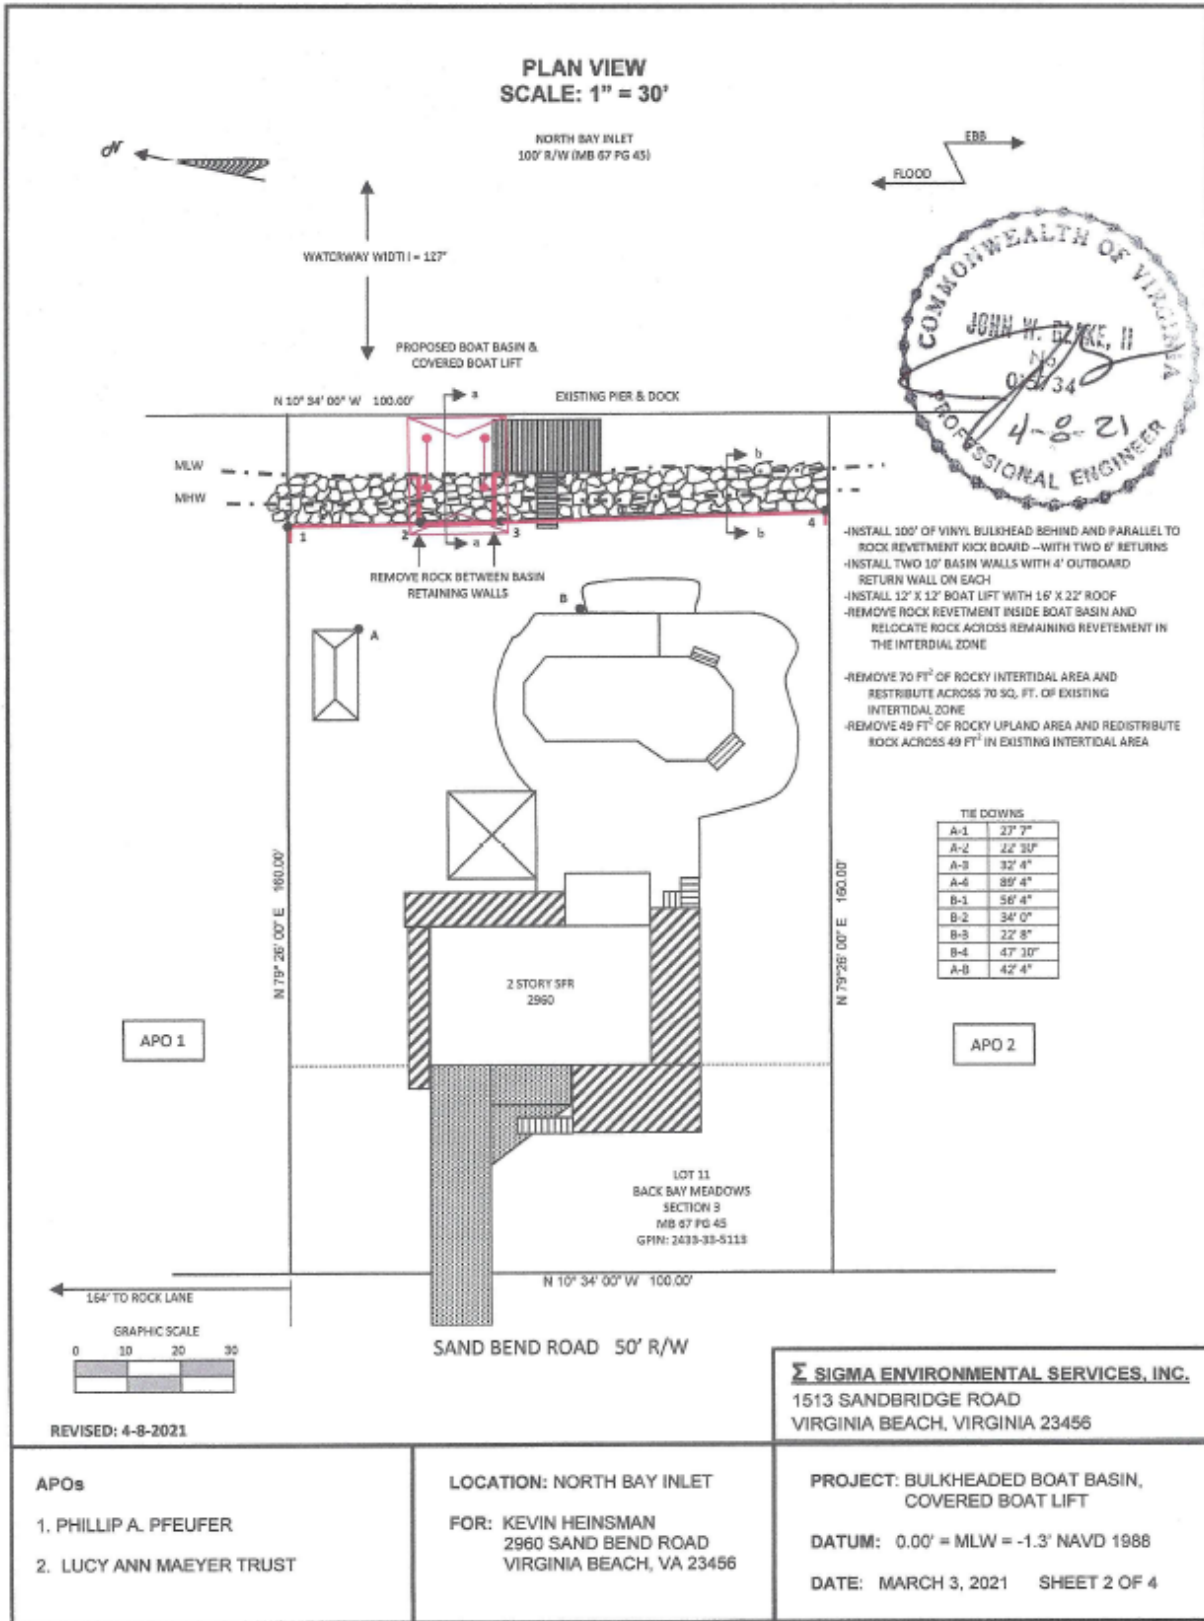 PLAN VIEW
SCALE: 1" = 30'
NORTH BAY INLET
100' R/W (MB 67 PG 45)
N
EBB
FLOOD
WATERWAY WIDTH = 127'
COMMONWEALTH OF VIRGINIA
JOHN W. BLAKE, II
No
4-8-21
PROFESSIONAL ENGINEER
PROPOSED BOAT BASIN &
COVERED BOAT LIFT
N 10° 34' 00" W 100.00'
a
EXISTING PIER & DOCK
MLW
MHW
b
1
2
a
3
4
b
REMOVE ROCK BETWEEN BASIN
RETAINING WALLS
A
B
-INSTALL 100' OF VINYL BULKHEAD BEHIND AND PARALLEL TO
ROCK REVETMENT KICK BOARD --WITH TWO 6' RETURNS
-INSTALL TWO 10' BASIN WALLS WITH 4' OUTBOARD
RETURN WALL ON EACH
-INSTALL 12' X 12' BOAT LIFT WITH 16' X 22' ROOF
-REMOVE ROCK REVETMENT INSIDE BOAT BASIN AND
RELOCATE ROCK ACROSS REMAINING REVETEMENT IN
THE INTERDIAL ZONE
-REMOVE 70 FT² OF ROCKY INTERTIDAL AREA AND
RESTRIBUTE ACROSS 70 SQ. FT. OF EXISTING
INTERTIDAL ZONE
-REMOVE 49 FT² OF ROCKY UPLAND AREA AND REDISTRIBUTE
ROCK ACROSS 49 FT² IN EXISTING INTERTIDAL AREA
TIE DOWNS
A-1 27' 7"
A-2 22' 10"
A-3 32' 4"
A-4 89' 4"
B-1 56' 4"
B-2 34' 0"
B-3 22' 8"
B-4 47' 10"
A-B 42' 4"
N 79° 26' 00" E 160.00'
N 79°26' 00" E 160.00'
2 STORY SFR
2960
APO 1
APO 2
LOT 11
BACK BAY MEADOWS
SECTION 3
MB 67 PG 45
GPIN: 2433-33-5113
N 10° 34' 00" W 100.00'
164' TO ROCK LANE
GRAPHIC SCALE
0 10 20 30
SAND BEND ROAD 50' R/W
REVISED: 4-8-2021
Σ SIGMA ENVIRONMENTAL SERVICES, INC.
1513 SANDBRIDGE ROAD
VIRGINIA BEACH, VIRGINIA 23456
APOs
1. PHILLIP A. PFEUFER
2. LUCY ANN MAEYER TRUST
LOCATION: NORTH BAY INLET
FOR: KEVIN HEINSMAN
2960 SAND BEND ROAD
VIRGINIA BEACH, VA 23456
PROJECT: BULKHEADED BOAT BASIN,
COVERED BOAT LIFT
DATUM: 0.00' = MLW = -1.3' NAVD 1988
DATE: MARCH 3, 2021 SHEET 2 OF 4